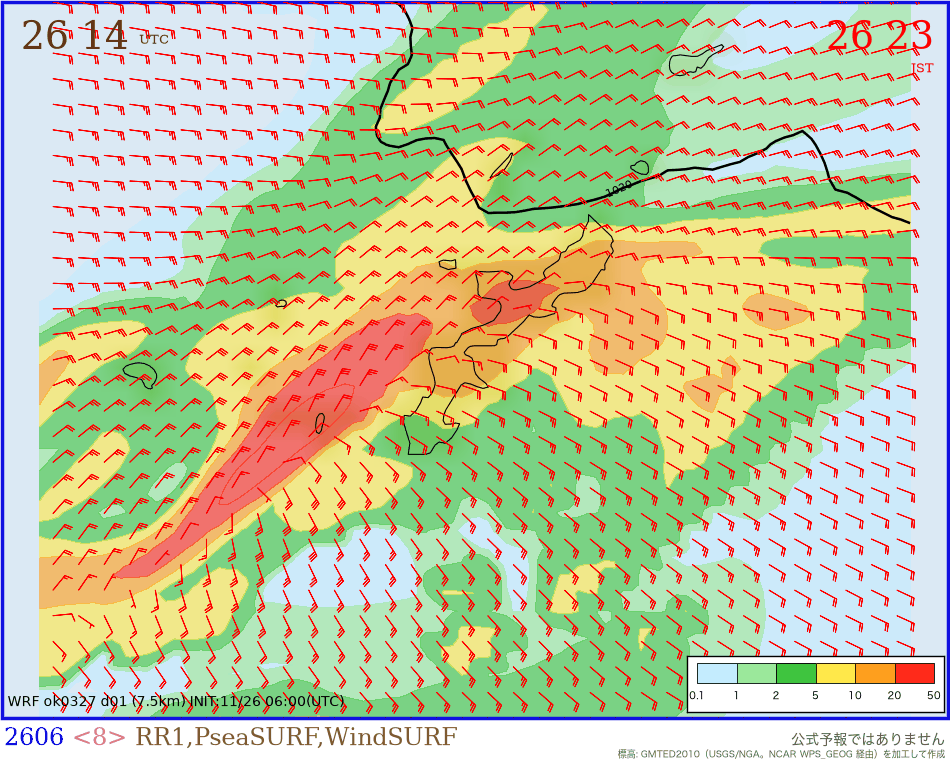 26 14 UTC
26 23
JST
1020
WRF ok0327 d01 (7.5km) INIT:11/26 06:00(UTC)
0.1 1 2 5 10 20 50
2606 <8> RR1,PseaSURF,WindSURF
公式予報ではありません
標高: GMTED2010（USGS/NGA。NCAR WPS_GEOG 経由）を加工して作成